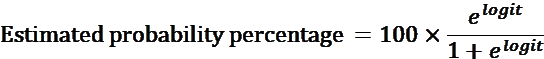 Estimated probability percentage = 100 × e^logit / (1 + e^logit)